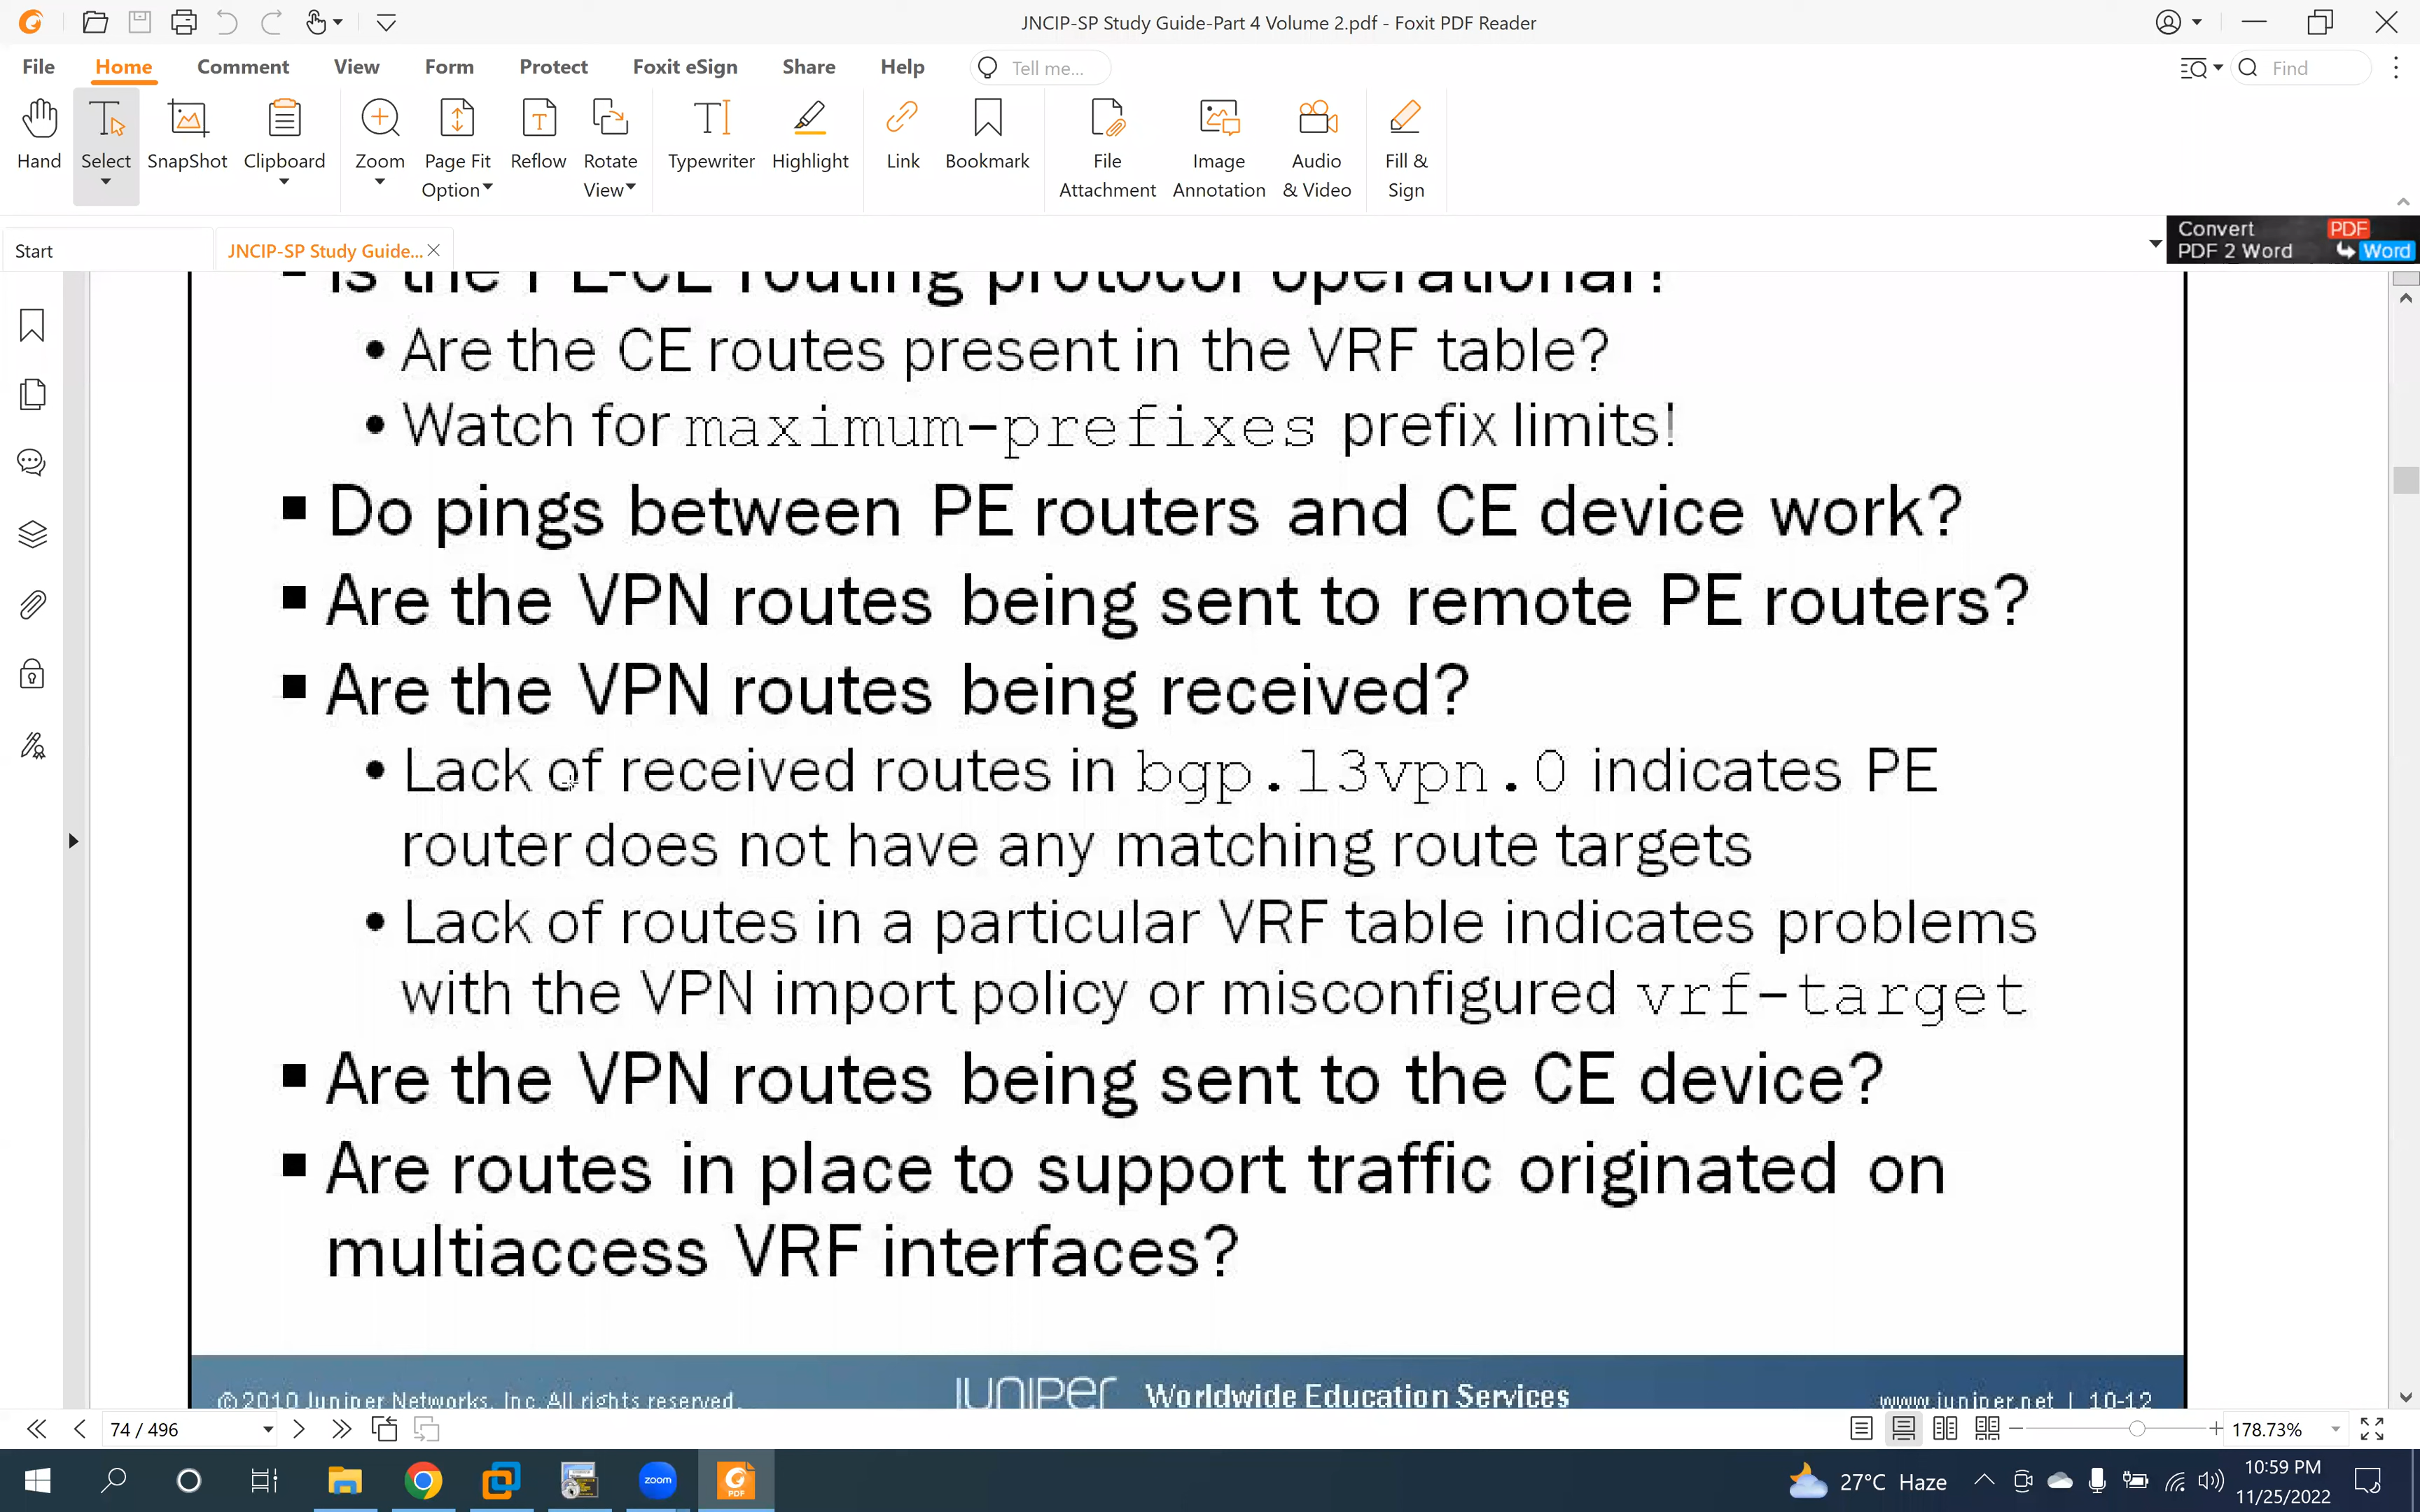 JNCIP-SP Study Guide-Part 4 Volume 2.pdf - Foxit PDF Reader
File Home Comment View Form Protect Foxit eSign Share Help Tell me... Find
Hand Select SnapShot Clipboard Zoom Page Fit Option Reflow Rotate View Typewriter Highlight Link Bookmark File Attachment Image Annotation Audio & Video Fill & Sign
Start JNCIP-SP Study Guide...
Convert PDF
PDF 2 Word Word
Is the PE-CE routing protocol operational?
• Are the CE routes present in the VRF table?
• Watch for maximum-prefixes prefix limits!
■ Do pings between PE routers and CE device work?
■ Are the VPN routes being sent to remote PE routers?
■ Are the VPN routes being received?
• Lack of received routes in bgp.l3vpn.0 indicates PE
router does not have any matching route targets
• Lack of routes in a particular VRF table indicates problems
with the VPN import policy or misconfigured vrf-target
■ Are the VPN routes being sent to the CE device?
■ Are routes in place to support traffic originated on
multiaccess VRF interfaces?
© 2010 Juniper Networks, Inc. All rights reserved. JUNIPER Worldwide Education Services www.juniper.net | 10-12
74 / 496 178.73%
zoom PDF 27°C Haze 10:59 PM
11/25/2022